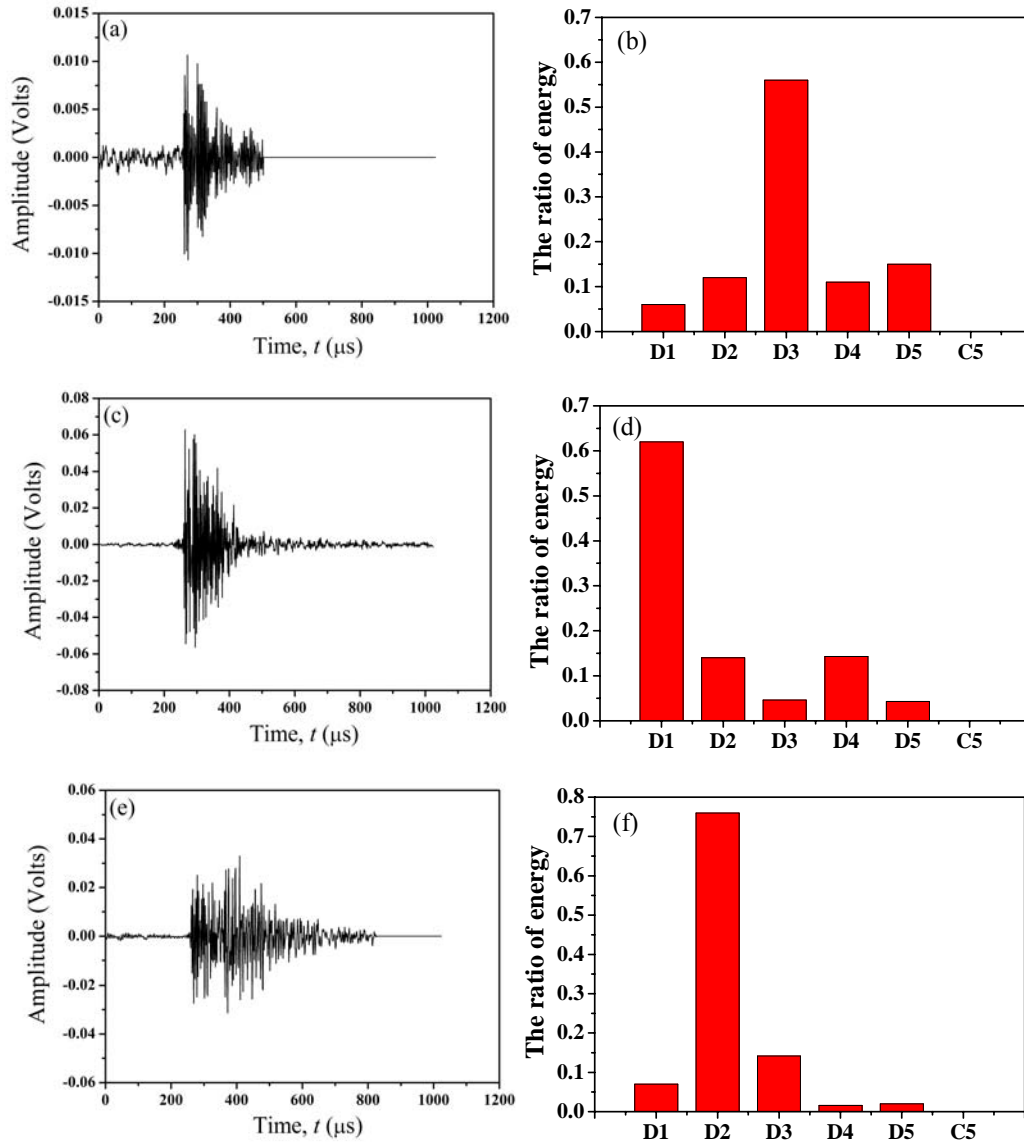 (a)
Amplitude (Volts)
0.015
0.010
0.005
0.000
-0.005
-0.010
-0.015
0 200 400 600 800 1000 1200
Time, t (μs)
(b)
The ratio of energy
0.7
0.6
0.5
0.4
0.3
0.2
0.1
0.0
D1 D2 D3 D4 D5 C5
(c)
Amplitude (Volts)
0.08
0.06
0.04
0.02
0.00
-0.02
-0.04
-0.06
-0.08
0 200 400 600 800 1000 1200
Time, t (μs)
(d)
The ratio of energy
0.7
0.6
0.5
0.4
0.3
0.2
0.1
0.0
D1 D2 D3 D4 D5 C5
(e)
Amplitude (Volts)
0.06
0.04
0.02
0.00
-0.02
-0.04
-0.06
0 200 400 600 800 1000 1200
Time, t (μs)
(f)
The ratio of energy
0.8
0.7
0.6
0.5
0.4
0.3
0.2
0.1
0.0
D1 D2 D3 D4 D5 C5